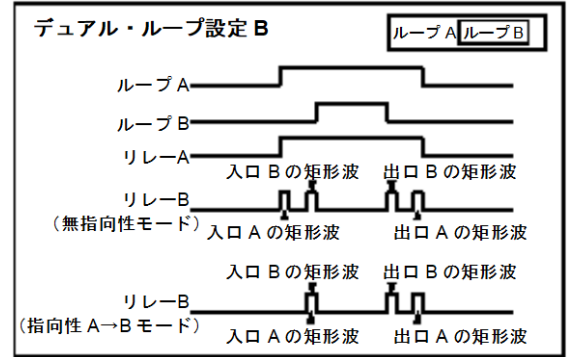 デュアル・ループ設定 B
ループ A ループ B
ループ A
ループ B
リレーA
入口 B の矩形波 出口 B の矩形波
リレーB
(無指向性モード)
入口 A の矩形波 出口 A の矩形波
入口 B の矩形波 出口 B の矩形波
リレーB
(指向性 A→B モード)
入口 A の矩形波 出口 A の矩形波